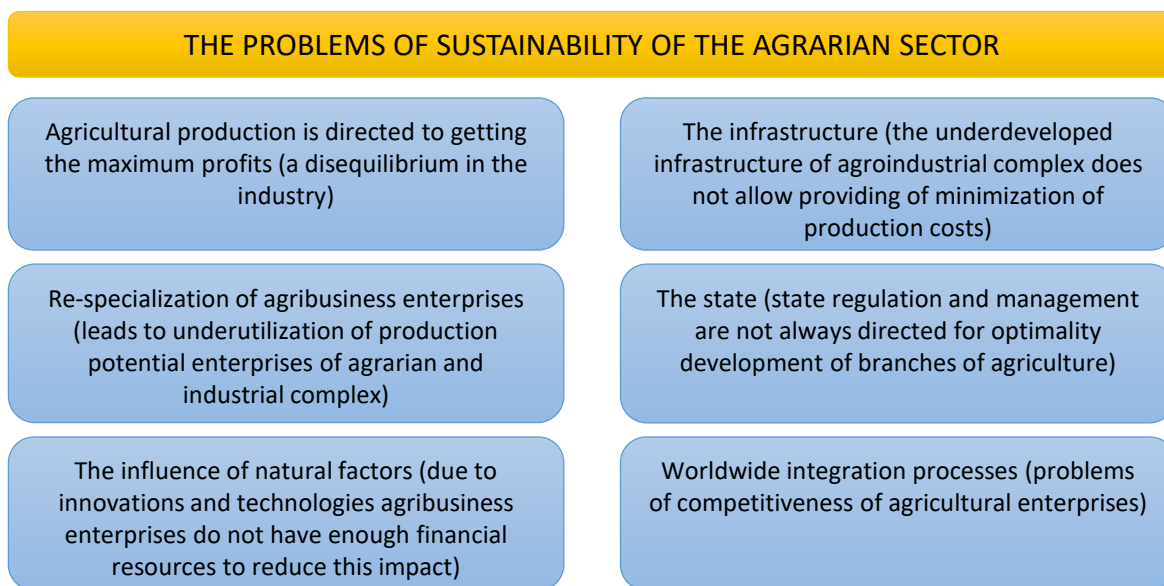 THE PROBLEMS OF SUSTAINABILITY OF THE AGRARIAN SECTOR
Agricultural production is directed to getting
the maximum profits (a disequilibrium in the
industry)
The infrastructure (the underdeveloped
infrastructure of agroindustrial complex does
not allow providing of minimization of
production costs)
Re-specialization of agribusiness enterprises
(leads to underutilization of production
potential enterprises of agrarian and
industrial complex)
The state (state regulation and management
are not always directed for optimality
development of branches of agriculture)
The influence of natural factors (due to
innovations and technologies agribusiness
enterprises do not have enough financial
resources to reduce this impact)
Worldwide integration processes (problems
of competitiveness of agricultural enterprises)